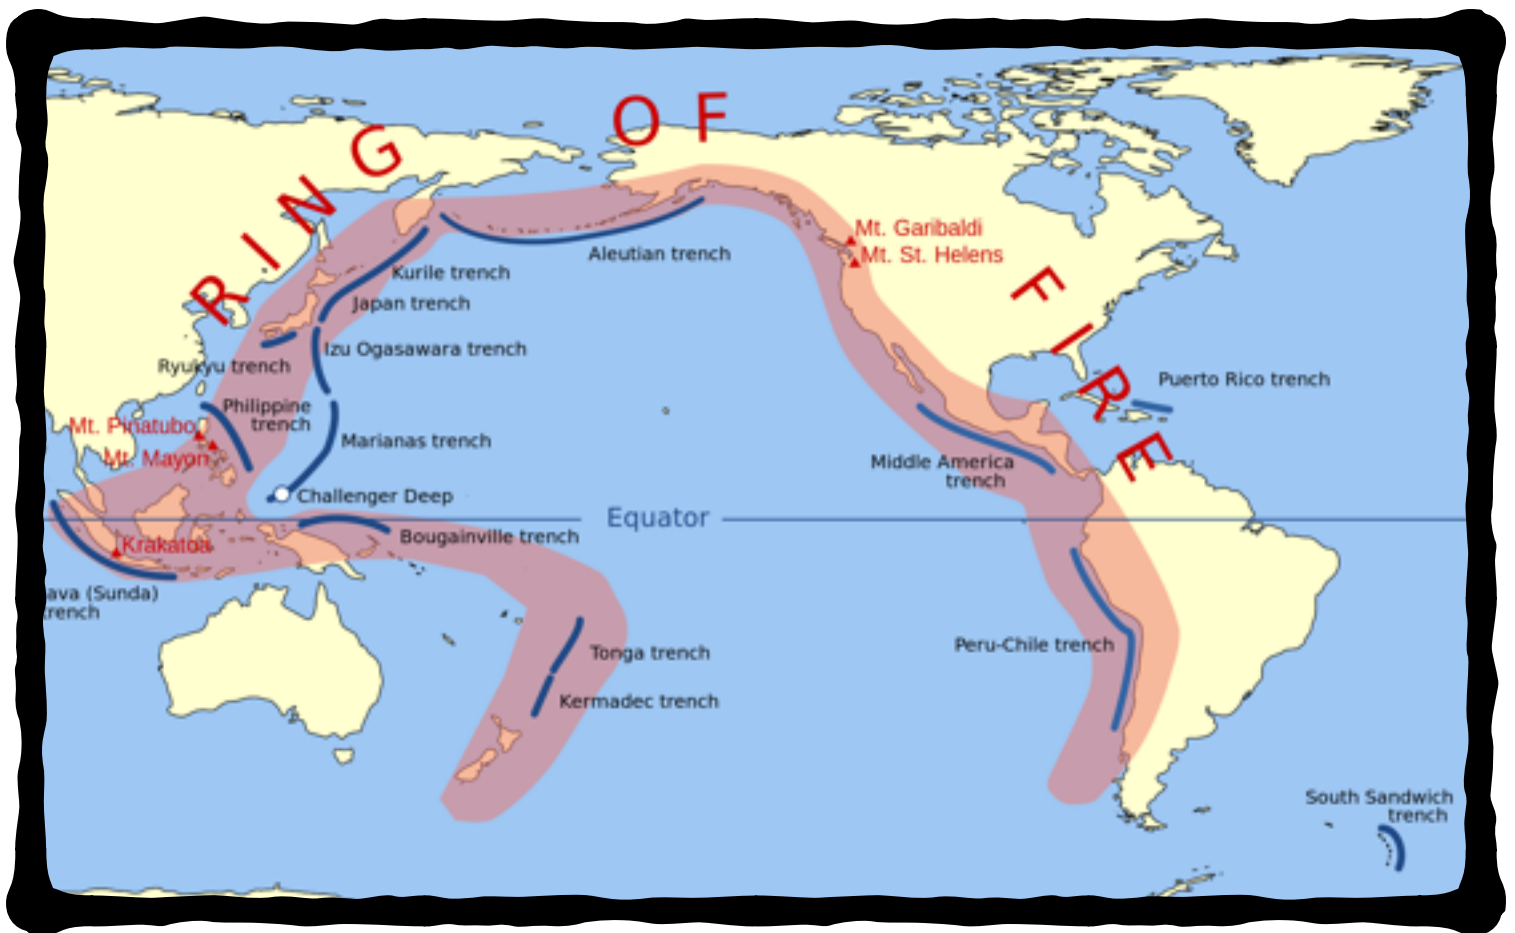 RING OF FIRE
Aleutian trench
Kurile trench
Japan trench
Izu Ogasawara trench
Ryukyu trench
Philippine
trench
Marianas trench
Challenger Deep
Bougainville trench
Equator
Mt. Garibaldi
Mt. St. Helens
Puerto Rico trench
Middle America
trench
Mt. Pinatubo
Mt. Mayon
Krakatoa
ava (Sunda)
trench
Tonga trench
Kermadec trench
Peru-Chile trench
South Sandwich
trench